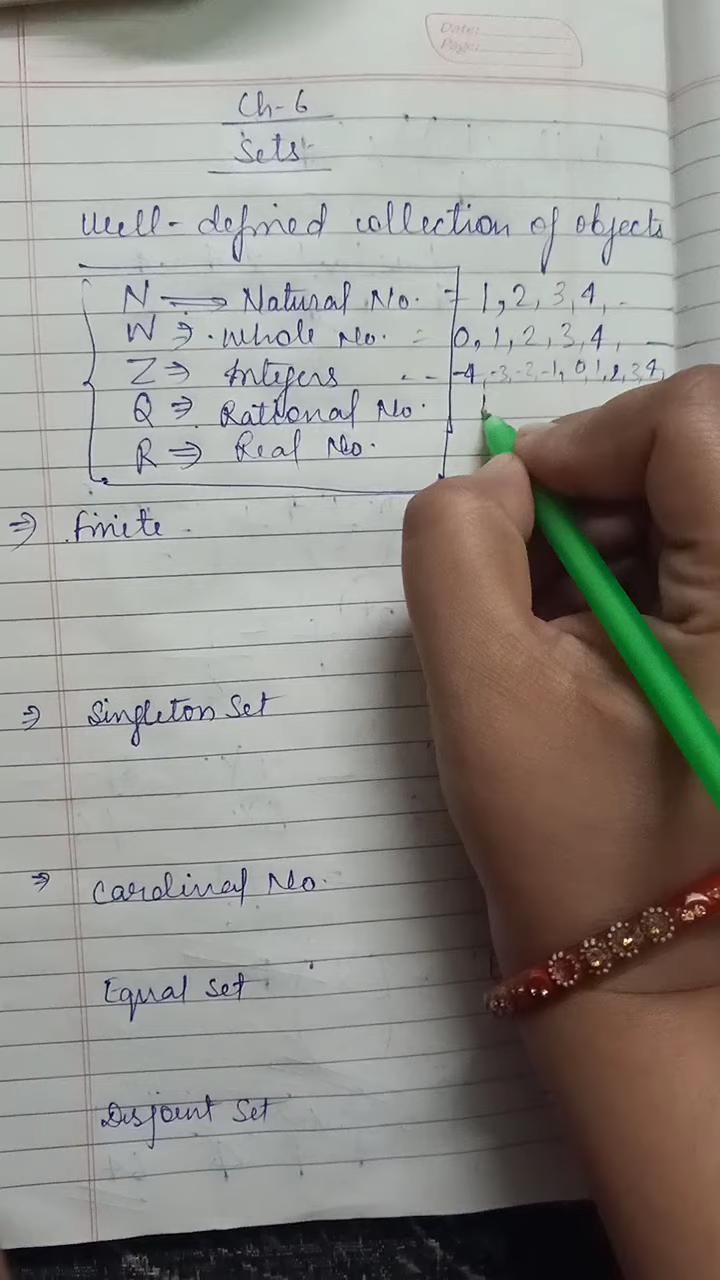 Date:
Page:
Ch-6
Sets
Well-defined collection of objects
N ⟹ Natural No. = 1, 2, 3, 4, -
W ⇒ . Whole No. = 0, 1, 2, 3, 4, —
Z ⇒ Integers .. - -4, -3, -2, -1, 0, 1, 2, 3, 4,
Q ⇒ Rational No.
R ⇒ Real No.
⇒ finite
⇒ Singleton Set
⇒ Cardinal No.
Equal Set
Disjoint Set